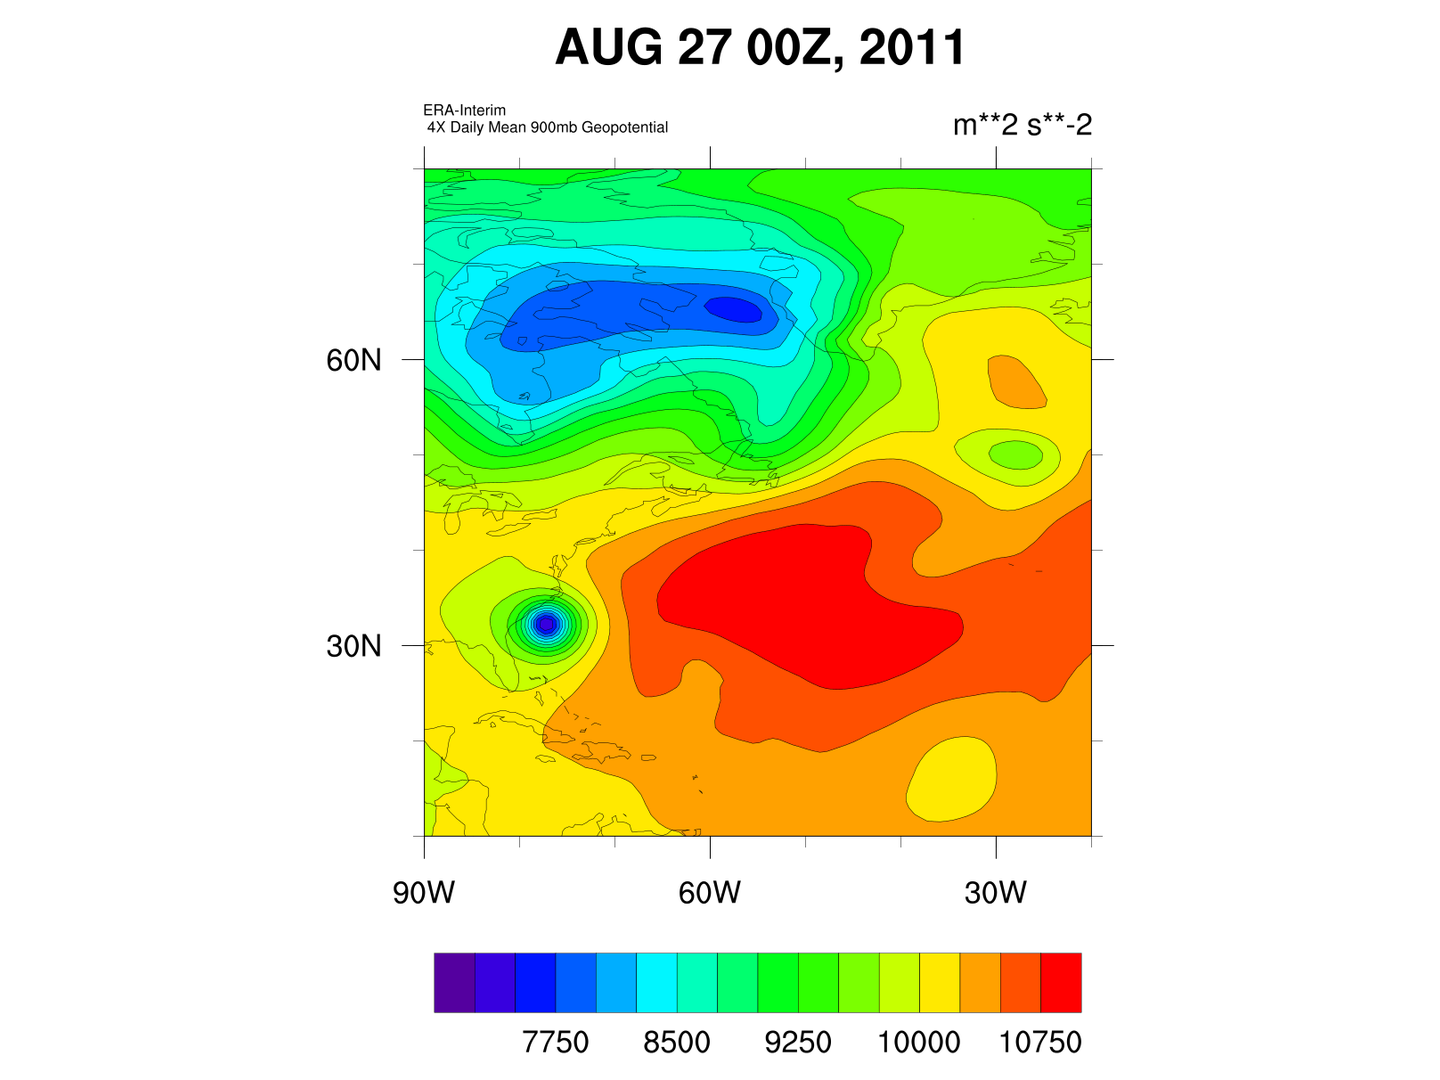 AUG 27 00Z, 2011
ERA-Interim
4X Daily Mean 900mb Geopotential
m**2 s**-2
60N
30N
90W 60W 30W
7750 8500 9250 10000 10750